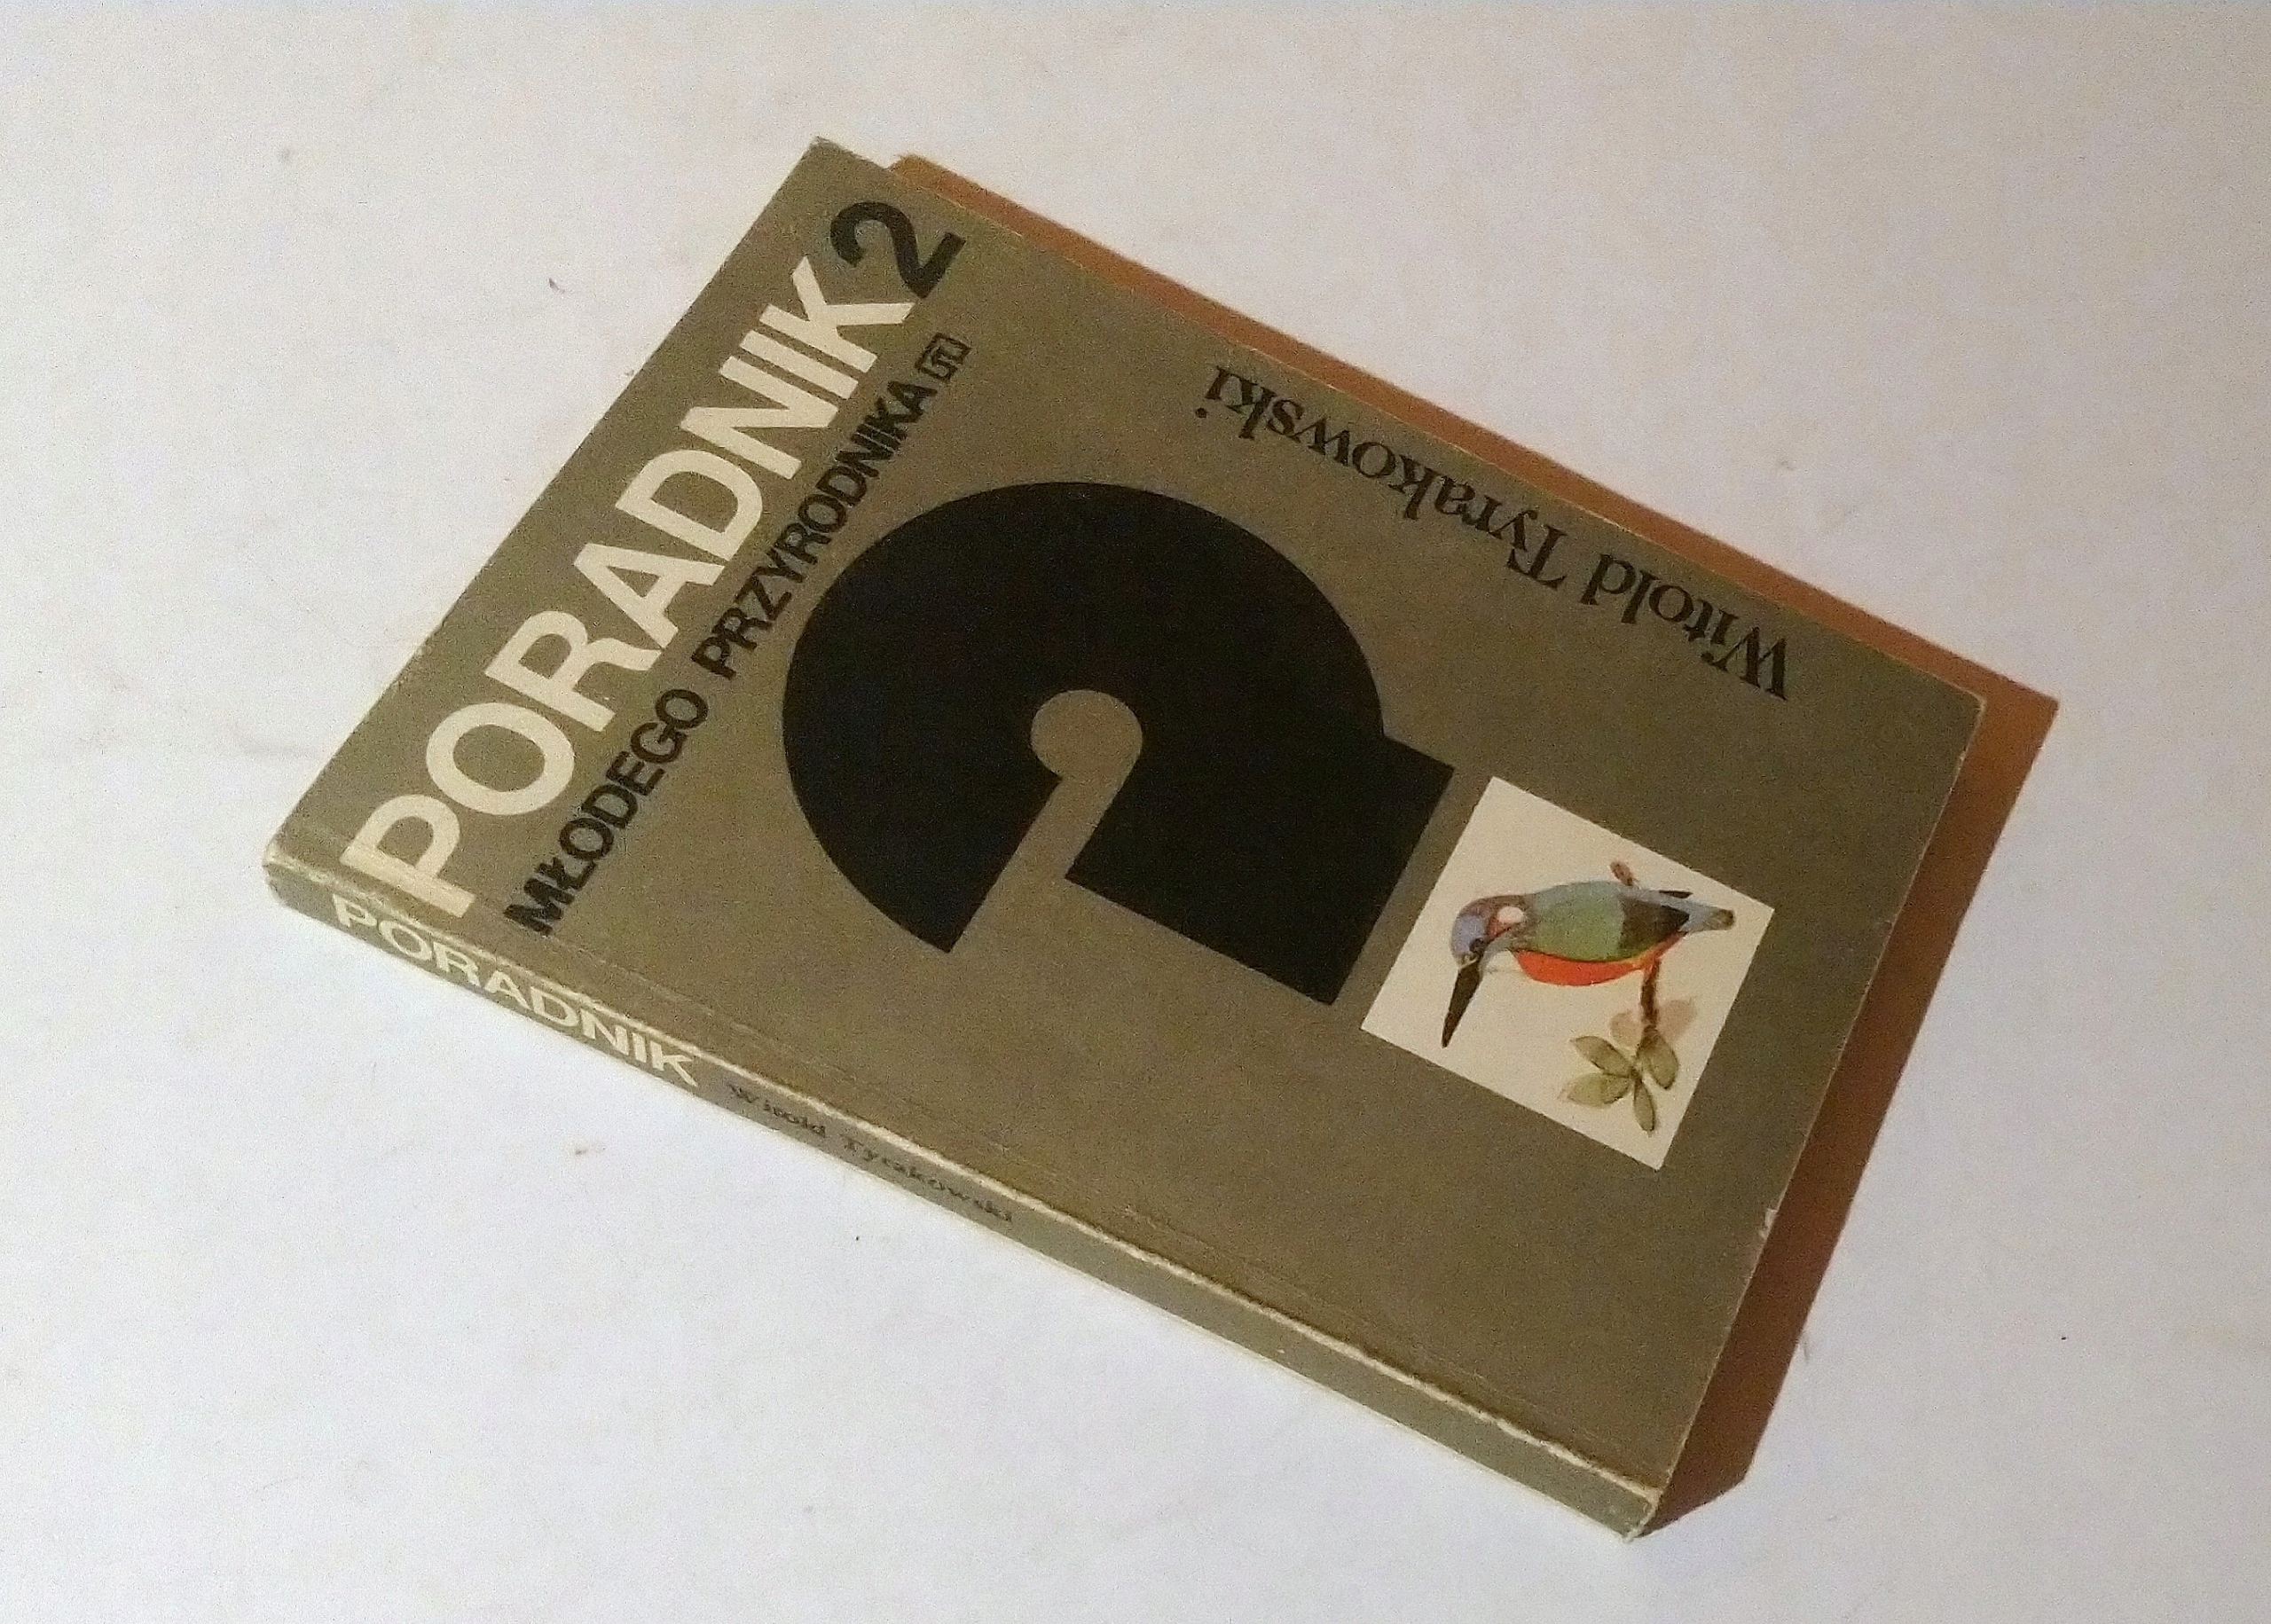 PORADNIK 2
MŁODEGO PRZYRODNIKA
Witold Tyrakowski
PORADNIK Witold Tyrakowski